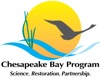 Chesapeake Bay Program
Science. Restoration. Partnership.